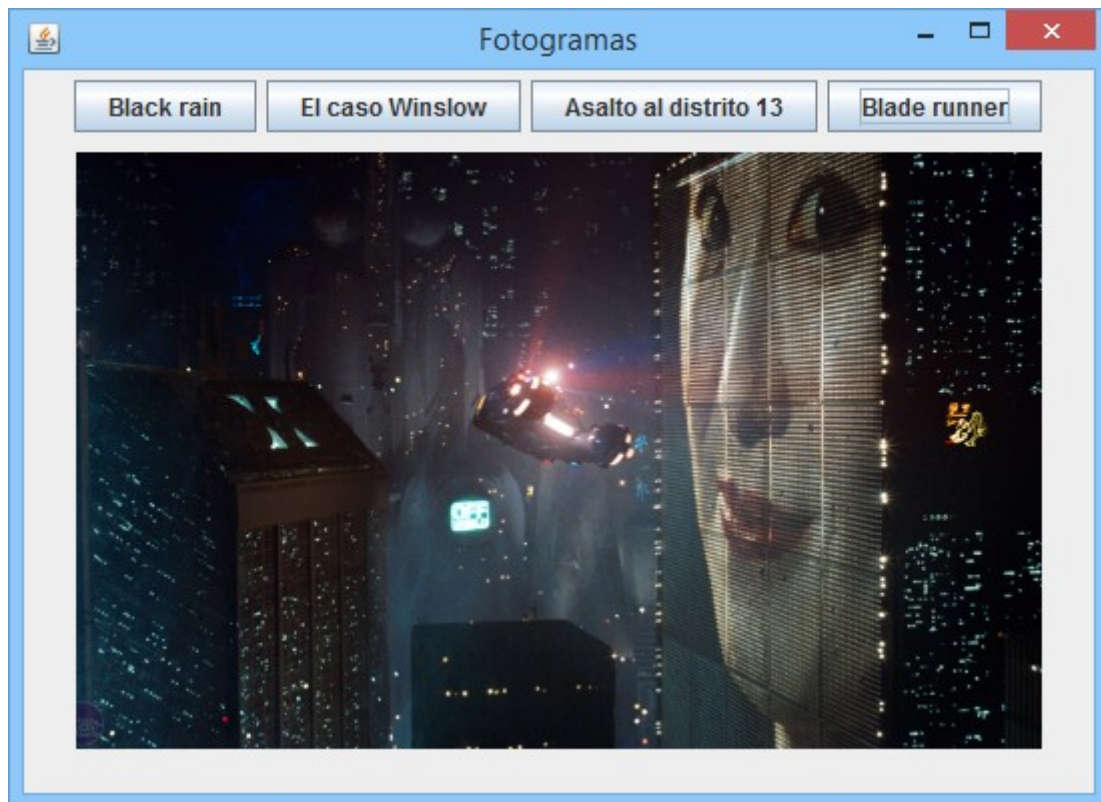 Fotogramas
Black rain
El caso Winslow
Asalto al distrito 13
Blade runner